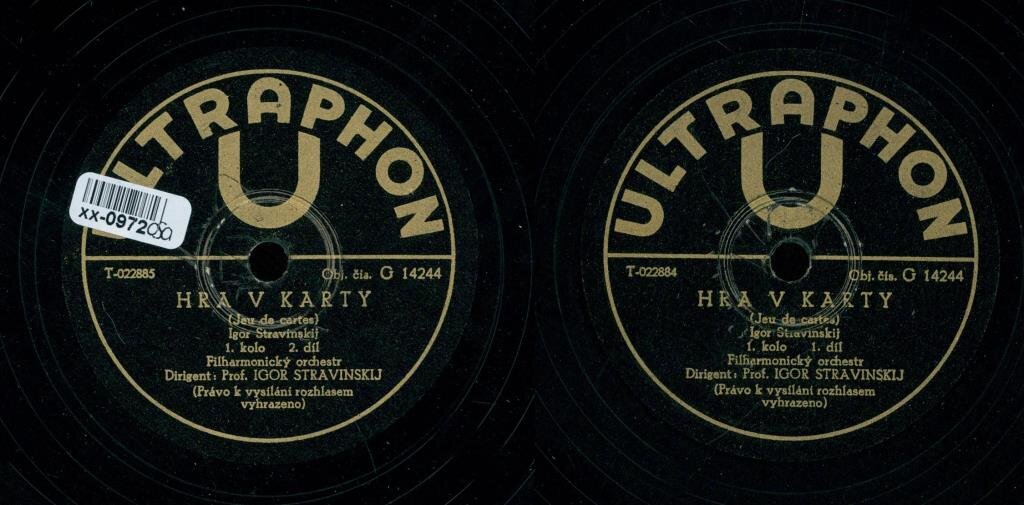 ULTRAPHON
U
xx-0972
T-022885 Obj. čís. G 14244
HRA V KARTY
(Jeu de cartes)
Igor Stravinskij
1. kolo 2. díl
Filharmonický orchestr
Dirigent: Prof. IGOR STRAVINSKIJ
(Právo k vysílání rozhlasem
vyhrazeno)
ULTRAPHON
U
T-022884 Obj. čís. G 14244
HRA V KARTY
(Jeu de cartes)
Igor Stravinskij
1. kolo 1. díl
Filharmonický orchestr
Dirigent: Prof. IGOR STRAVINSKIJ
(Právo k vysílání rozhlasem
vyhrazeno)